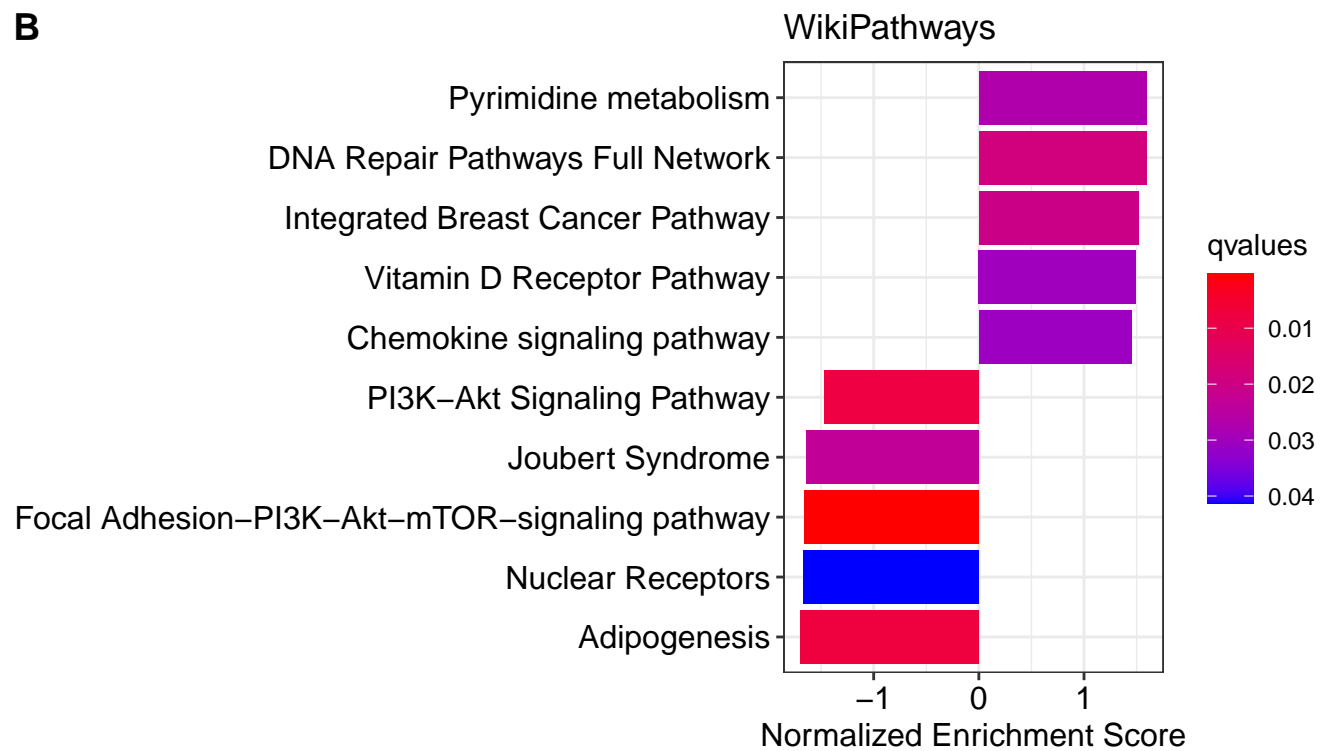 B
WikiPathways
Pyrimidine metabolism
DNA Repair Pathways Full Network
Integrated Breast Cancer Pathway
Vitamin D Receptor Pathway
Chemokine signaling pathway
PI3K−Akt Signaling Pathway
Joubert Syndrome
Focal Adhesion−PI3K−Akt−mTOR−signaling pathway
Nuclear Receptors
Adipogenesis
−1 0 1
Normalized Enrichment Score
qvalues
0.01
0.02
0.03
0.04